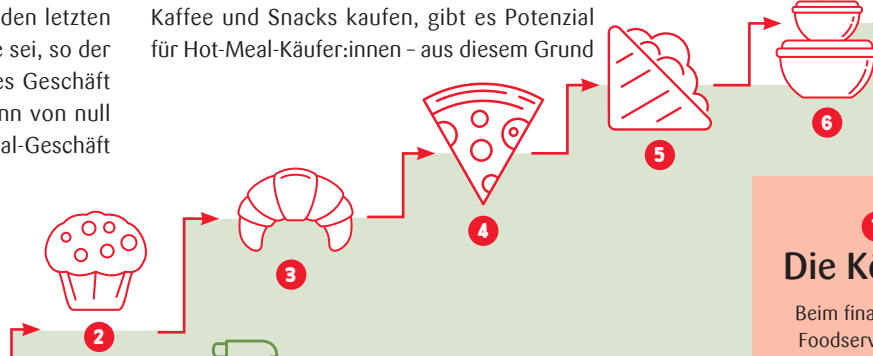 den letzten
e sei, so der
es Geschäft
nn von null
al-Geschäft
Kaffee und Snacks kaufen, gibt es Potenzial
für Hot-Meal-Käufer:innen – aus diesem Grund
6
5
4
3
2
Die Kö
Beim fina
Foodserv